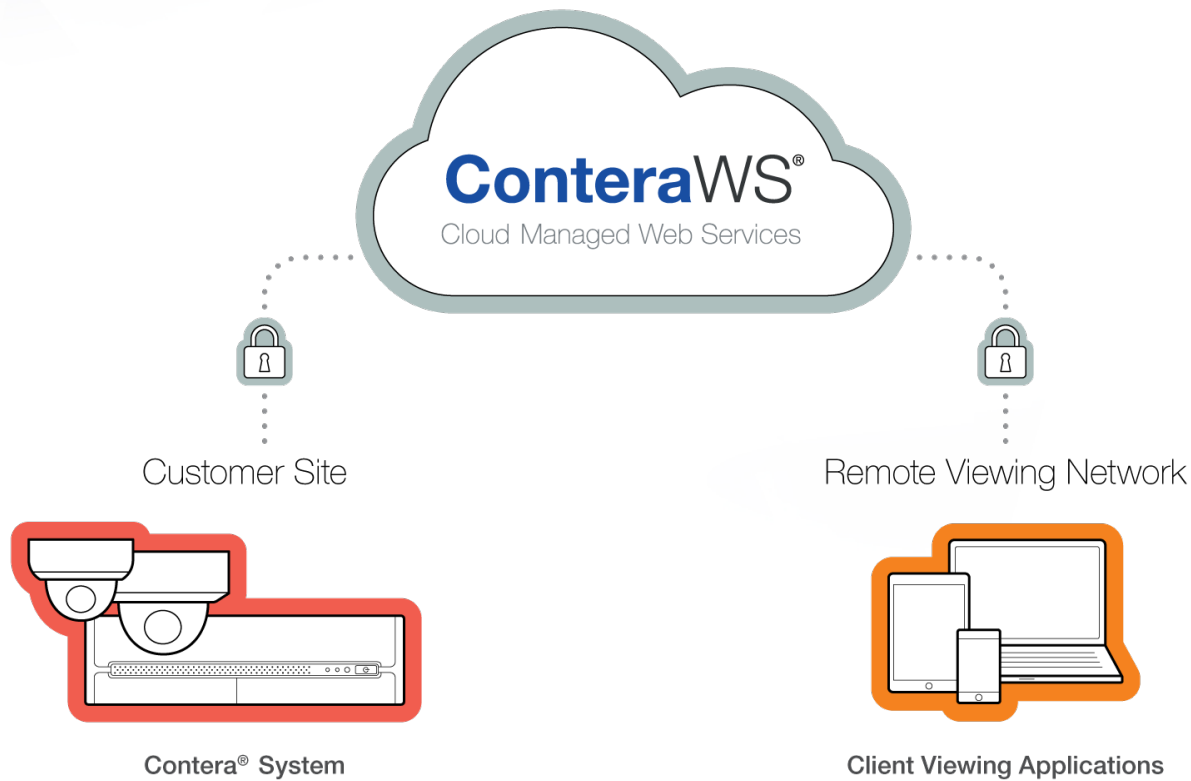 ConteraWS®
Cloud Managed Web Services
Customer Site
Remote Viewing Network
Contera® System
Client Viewing Applications